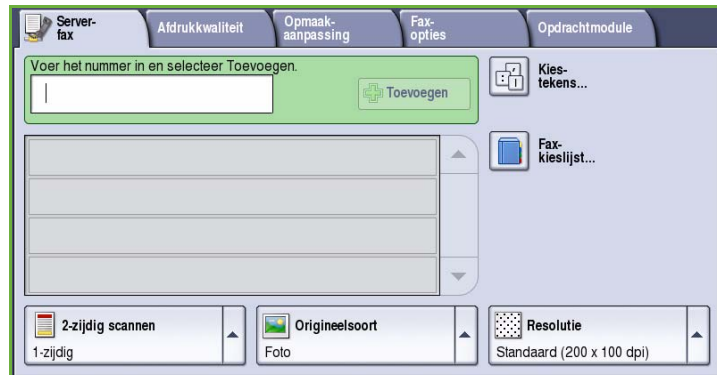 Server-
fax
Afdrukkwaliteit
Opmaak-
aanpassing
Fax-
opties
Opdrachtmodule
Voer het nummer in en selecteer Toevoegen.
Toevoegen
Kies-
tekens...
Fax-
kieslijst...
2-zijdig scannen
1-zijdig
Origineelsoort
Foto
Resolutie
Standaard (200 x 100 dpi)